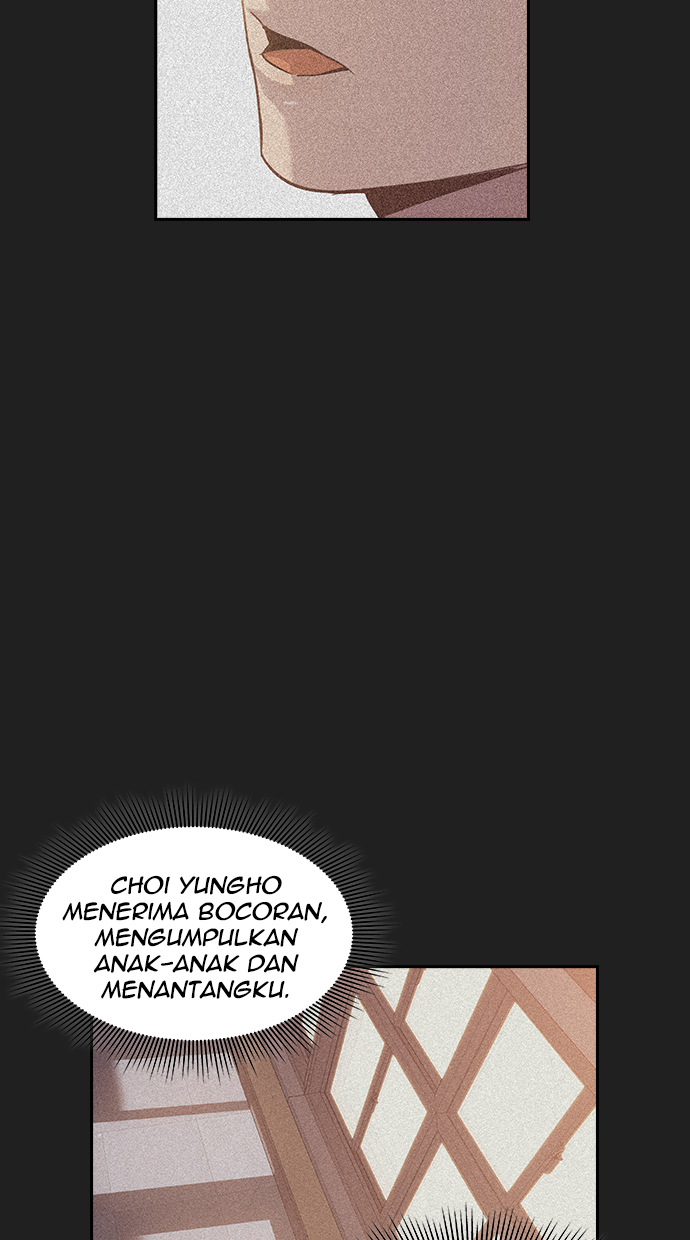 CHOI YUNGHO
MENERIMA BOCORAN,
MENGUMPULKAN
ANAK-ANAK DAN
MENANTANGKU.